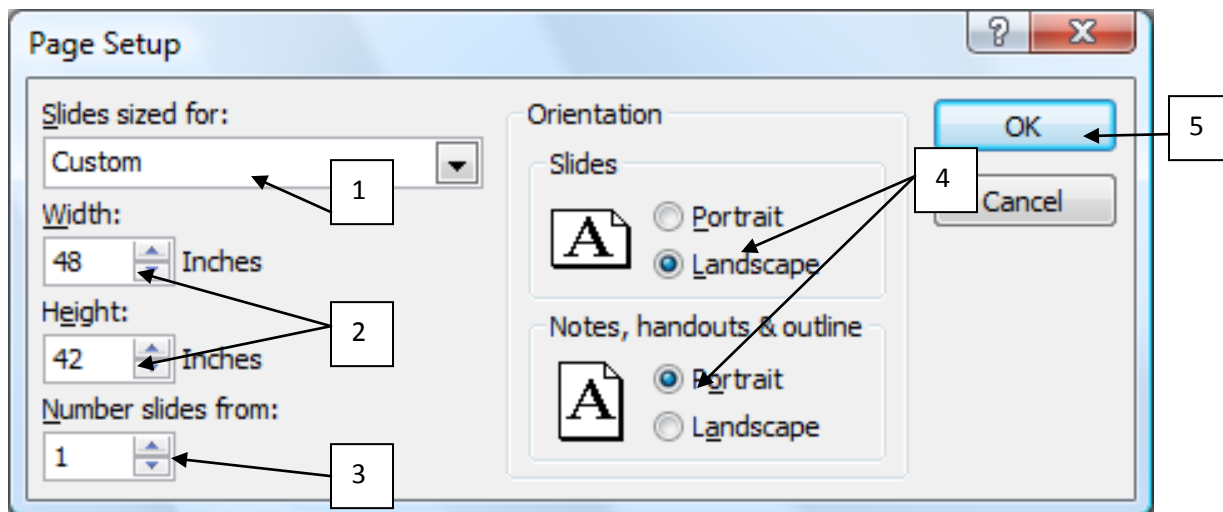 Page Setup
?
X
Slides sized for:
Custom
1
Width:
48 Inches
2
Height:
42 Inches
Number slides from:
1
3
Orientation
Slides
A
Portrait
Landscape
4
Notes, handouts & outline
A
Portrait
Landscape
OK
5
Cancel